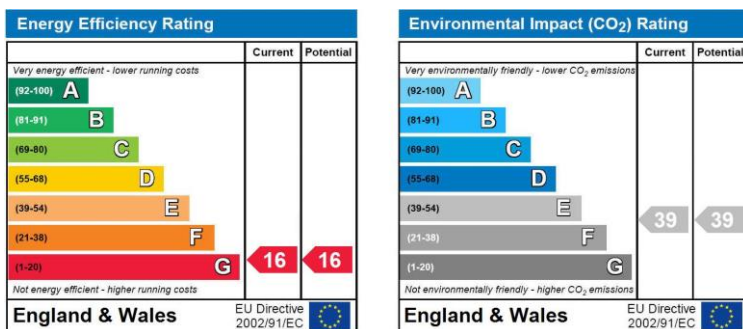 Energy Efficiency Rating
Current Potential
Very energy efficient - lower running costs
(92-100) A
(81-91) B
(69-80) C
(55-68) D
(39-54) E
(21-38) F
(1-20) G
16 16
Not energy efficient - higher running costs
England & Wales
EU Directive
2002/91/EC
Environmental Impact (CO₂) Rating
Current Potential
Very environmentally friendly - lower CO₂ emissions
(92-100) A
(81-91) B
(69-80) C
(55-68) D
(39-54) E
39 39
(21-38) F
(1-20) G
Not environmentally friendly - higher CO₂ emissions
England & Wales
EU Directive
2002/91/EC